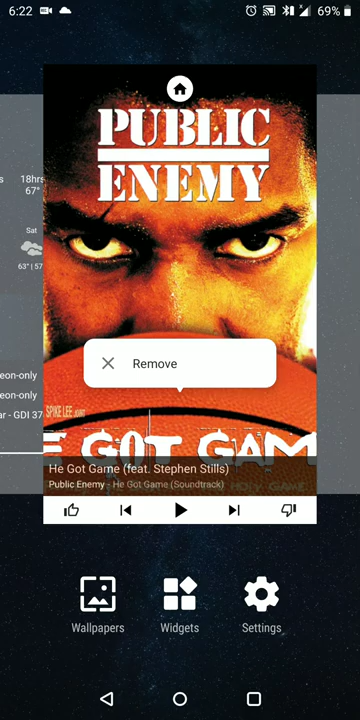 6:22
69%
PUBLIC
ENEMY
s
18hrs
67°
Sat
63° | 57
Remove
eon-only
eon-only
ar - GDI 37
SPIKE LEE JOINT
E GOT GAM
He Got Game (feat. Stephen Stills)
Public Enemy - He Got Game (Soundtrack)
Wallpapers
Widgets
Settings